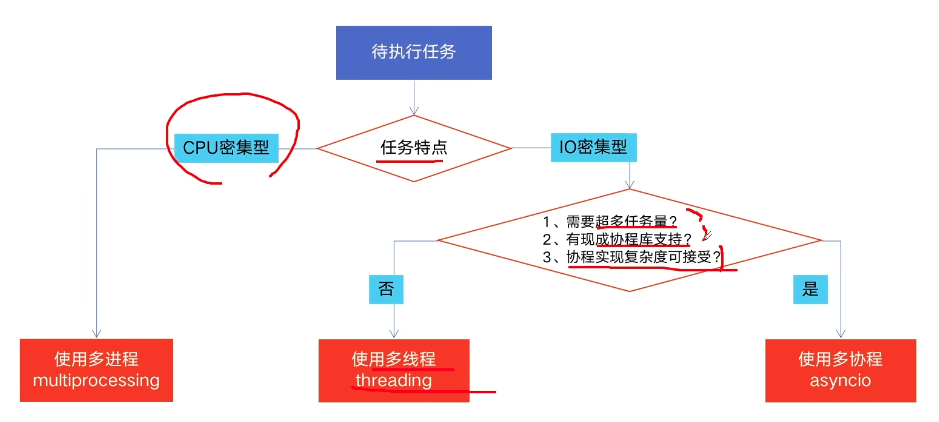 待执行任务
CPU密集型
任务特点
IO密集型
1、需要超多任务量?
2、有现成协程库支持?
3、协程实现复杂度可接受?
否
是
使用多进程
multiprocessing
使用多线程
threading
使用多协程
asyncio